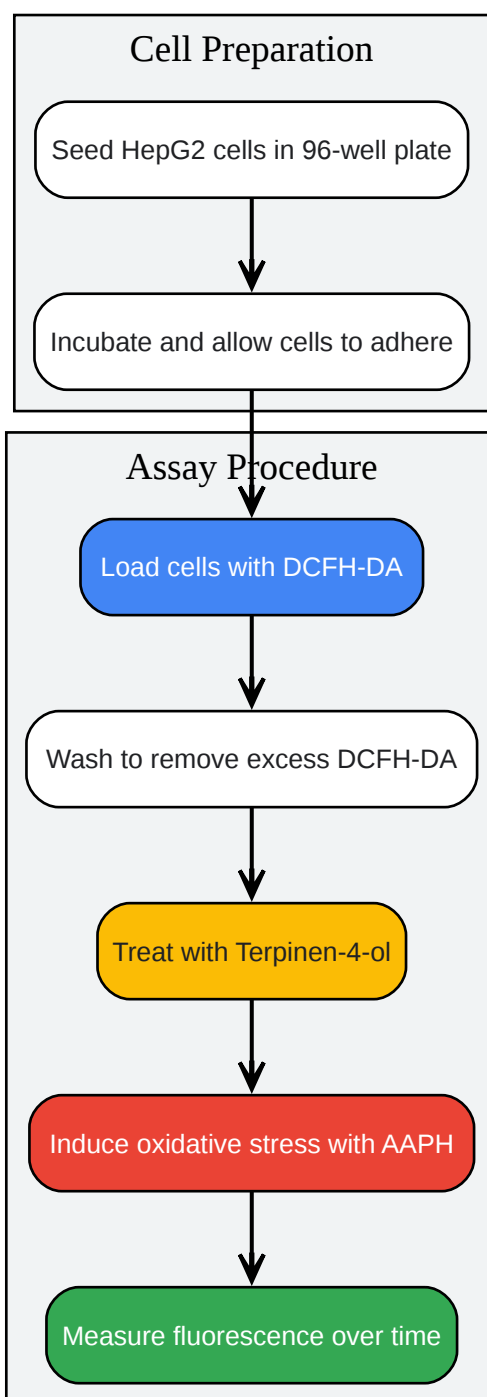 Cell Preparation
Seed HepG2 cells in 96-well plate
Incubate and allow cells to adhere
Assay Procedure
Load cells with DCFH-DA
Wash to remove excess DCFH-DA
Treat with Terpinen-4-ol
Induce oxidative stress with AAPH
Measure fluorescence over time